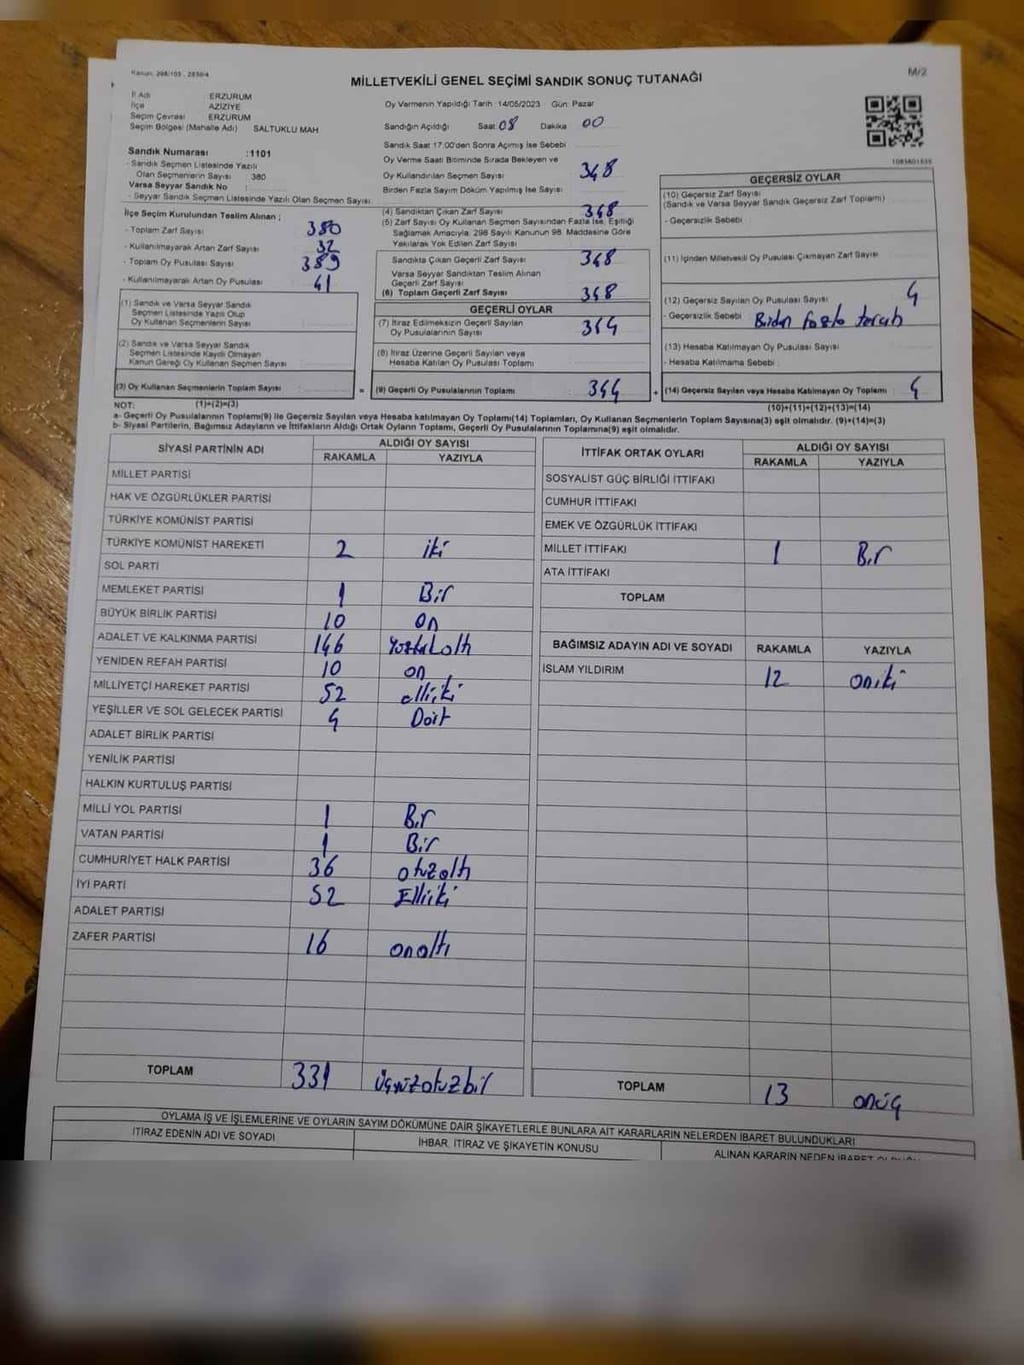 Kanun: 298/103 , 2839/4
MİLLETVEKİLİ GENEL SEÇİMİ SANDIK SONUÇ TUTANAĞI
M/2
İl Adı : ERZURUM
İlçe : AZİZİYE
Seçim Çevresi : ERZURUM
Seçim Bölgesi (Mahalle Adı) SALTUKLU MAH
Sandık Numarası :1101
- Sandık Seçmen Listesinde Yazılı
Olan Seçmenlerin Sayısı : 380
Varsa Seyyar Sandık No :
- Seyyar Sandık Seçmen Listesinde Yazılı Olan Seçmen Sayısı
İlçe Seçim Kurulundan Teslim Alınan ;
- Toplam Zarf Sayısı 380
- Kullanılmayarak Artan Zarf Sayısı 32
- Toplam Oy Pusulası Sayısı 389
- Kullanılmayarak Artan Oy Pusulası 41
(1) Sandık ve Varsa Seyyar Sandık
Seçmen Listesinde Yazılı Olup
Oy Kullanan Seçmenlerin Sayısı
(2) Sandık ve Varsa Seyyar Sandık
Seçmen Listesinde Kayıtlı Olmayan
Kanun Gereği Oy Kullanan Seçmen Sayısı
(3) Oy Kullanan Seçmenlerin Toplam Sayısı =
Oy Vermenin Yapıldığı Tarih :14/05/2023 Gün: Pazar
Sandığın Açıldığı Saat 08 Dakika 00
Sandık Saat 17.00'den Sonra Açılmış İse Sebebi
Oy Verme Saati Bitiminde Sırada Bekleyen ve
Oy Kullandırılan Seçmen Sayısı 348
Birden Fazla Sayım Döküm Yapılmış İse Sayısı
(4) Sandıktan Çıkan Zarf Sayısı 348
(5) Zarf Sayısı Oy Kullanan Seçmen Sayısından Fazla İse, Eşitliği
Sağlamak Amacıyla, 298 Sayılı Kanunun 98. Maddesine Göre
Yakılarak Yok Edilen Zarf Sayısı
Sandıkta Çıkan Geçerli Zarf Sayısı 348
Varsa Seyyar Sandıktan Teslim Alınan
Geçerli Zarf Sayısı
(6) Toplam Geçerli Zarf Sayısı 348
GEÇERLİ OYLAR
(7) İtiraz Edilmeksizin Geçerli Sayılan
Oy Pusulalarının Sayısı 344
(8) İtiraz Üzerine Geçerli Sayılan veya
Hesaba Katılan Oy Pusulası Toplamı
(9) Geçerli Oy Pusulalarının Toplamı 344 +
1085601535
GEÇERSİZ OYLAR
(10) Geçersiz Zarf Sayısı
(Sandık ve Varsa Seyyar Sandık Geçersiz Zarf Toplamı)
- Geçersizlik Sebebi
(11) İçinden Milletvekili Oy Pusulası Çıkmayan Zarf Sayısı
(12) Geçersiz Sayılan Oy Pusulası Sayısı 4
- Geçersizlik Sebebi Birden fazla tercih
(13) Hesaba Katılmayan Oy Pusulası Sayısı
- Hesaba Katılmama Sebebi
(14) Geçersiz Sayılan veya Hesaba Katılmayan Oy Toplamı 4
NOT: (1)+(2)=(3) (10)+(11)+(12)+(13)=(14)
a- Geçerli Oy Pusulalarının Toplamı(9) ile Geçersiz Sayılan veya Hesaba katılmayan Oy Toplamı(14) Toplamları, Oy Kullanan Seçmenlerin Toplam Sayısına(3) eşit olmalıdır. (9)+(14)=(3)
b- Siyasi Partilerin, Bağımsız Adayların ve İttifakların Aldığı Ortak Oyların Toplamı, Geçerli Oy Pusulalarının Toplamına(9) eşit olmalıdır.
SİYASİ PARTİNİN ADI ALDIĞI OY SAYISI
RAKAMLA YAZIYLA
MİLLET PARTİSİ
HAK VE ÖZGÜRLÜKLER PARTİSİ
TÜRKİYE KOMÜNİST PARTİSİ
TÜRKİYE KOMÜNİST HAREKETİ 2 iki
SOL PARTİ
MEMLEKET PARTİSİ 1 Bir
BÜYÜK BİRLİK PARTİSİ 10 on
ADALET VE KALKINMA PARTİSİ 146 yüzkırkaltı
YENİDEN REFAH PARTİSİ 10 on
MİLLİYETÇİ HAREKET PARTİSİ 52 elliiki
YEŞİLLER VE SOL GELECEK PARTİSİ 4 Dört
ADALET BİRLİK PARTİSİ
YENİLİK PARTİSİ
HALKIN KURTULUŞ PARTİSİ
MİLLİ YOL PARTİSİ 1 Bir
VATAN PARTİSİ 1 Bir
CUMHURİYET HALK PARTİSİ 36 otuzaltı
İYİ PARTİ 52 Elliiki
ADALET PARTİSİ
ZAFER PARTİSİ 16 onaltı
TOPLAM 331 üçyüzotuzbir
İTTİFAK ORTAK OYLARI ALDIĞI OY SAYISI
RAKAMLA YAZIYLA
SOSYALİST GÜÇ BİRLİĞİ İTTİFAKI
CUMHUR İTTİFAKI
EMEK VE ÖZGÜRLÜK İTTİFAKI
MİLLET İTTİFAKI 1 Bir
ATA İTTİFAKI
TOPLAM
BAĞIMSIZ ADAYIN ADI VE SOYADI RAKAMLA YAZIYLA
İSLAM YILDIRIM 12 oniki
TOPLAM 13 onüç
OYLAMA İŞ VE İŞLEMLERİNE VE OYLARIN SAYIM DÖKÜMÜNE DAİR ŞİKAYETLERLE BUNLARA AİT KARARLARIN NELERDEN İBARET BULUNDUKLARI
İTİRAZ EDENİN ADI VE SOYADI İHBAR, İTİRAZ VE ŞİKAYETİN KONUSU ALINAN KARARIN NEDEN İBARET OLDUĞU